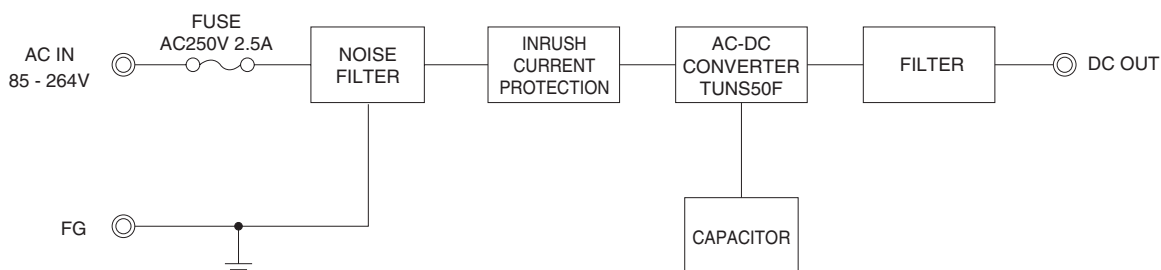 FUSE
AC250V 2.5A
AC IN
85 - 264V
NOISE
FILTER
INRUSH
CURRENT
PROTECTION
AC-DC
CONVERTER
TUNS50F
FILTER
DC OUT
FG
CAPACITOR